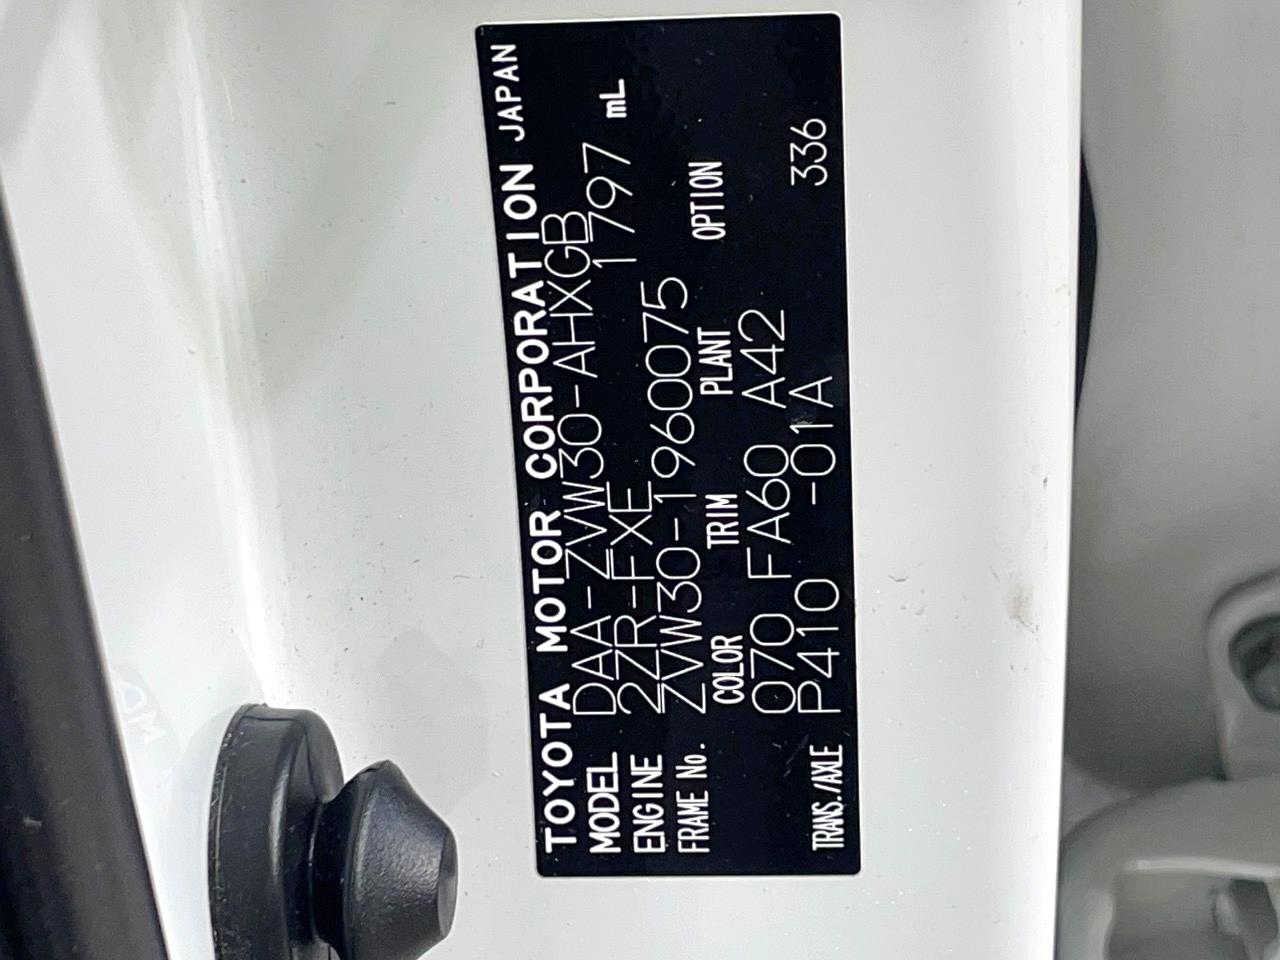 TOYOTA MOTOR CORPORATION JAPAN
MODEL DAA-ZVW30-AHXGB
ENGINE 2ZR-FXE 1797 mL
FRAME No. ZVW30-1960075
COLOR TRIM PLANT OPTION
070 FA60 A42
TRANS./AXLE P410 -01A 336